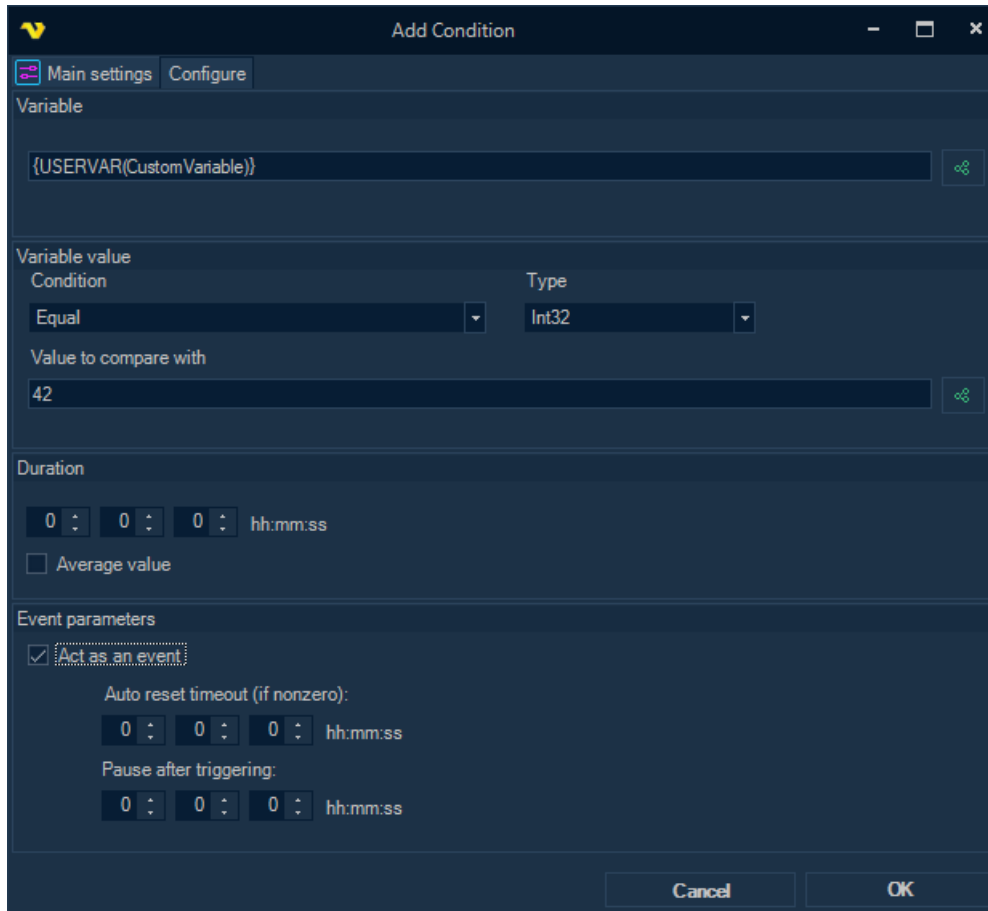 Add Condition
Main settings Configure
Variable
{USERVAR(CustomVariable)}
Variable value
Condition Type
Equal Int32
Value to compare with
42
Duration
0 0 0 hh:mm:ss
Average value
Event parameters
Act as an event
Auto reset timeout (if nonzero):
0 0 0 hh:mm:ss
Pause after triggering:
0 0 0 hh:mm:ss
Cancel OK